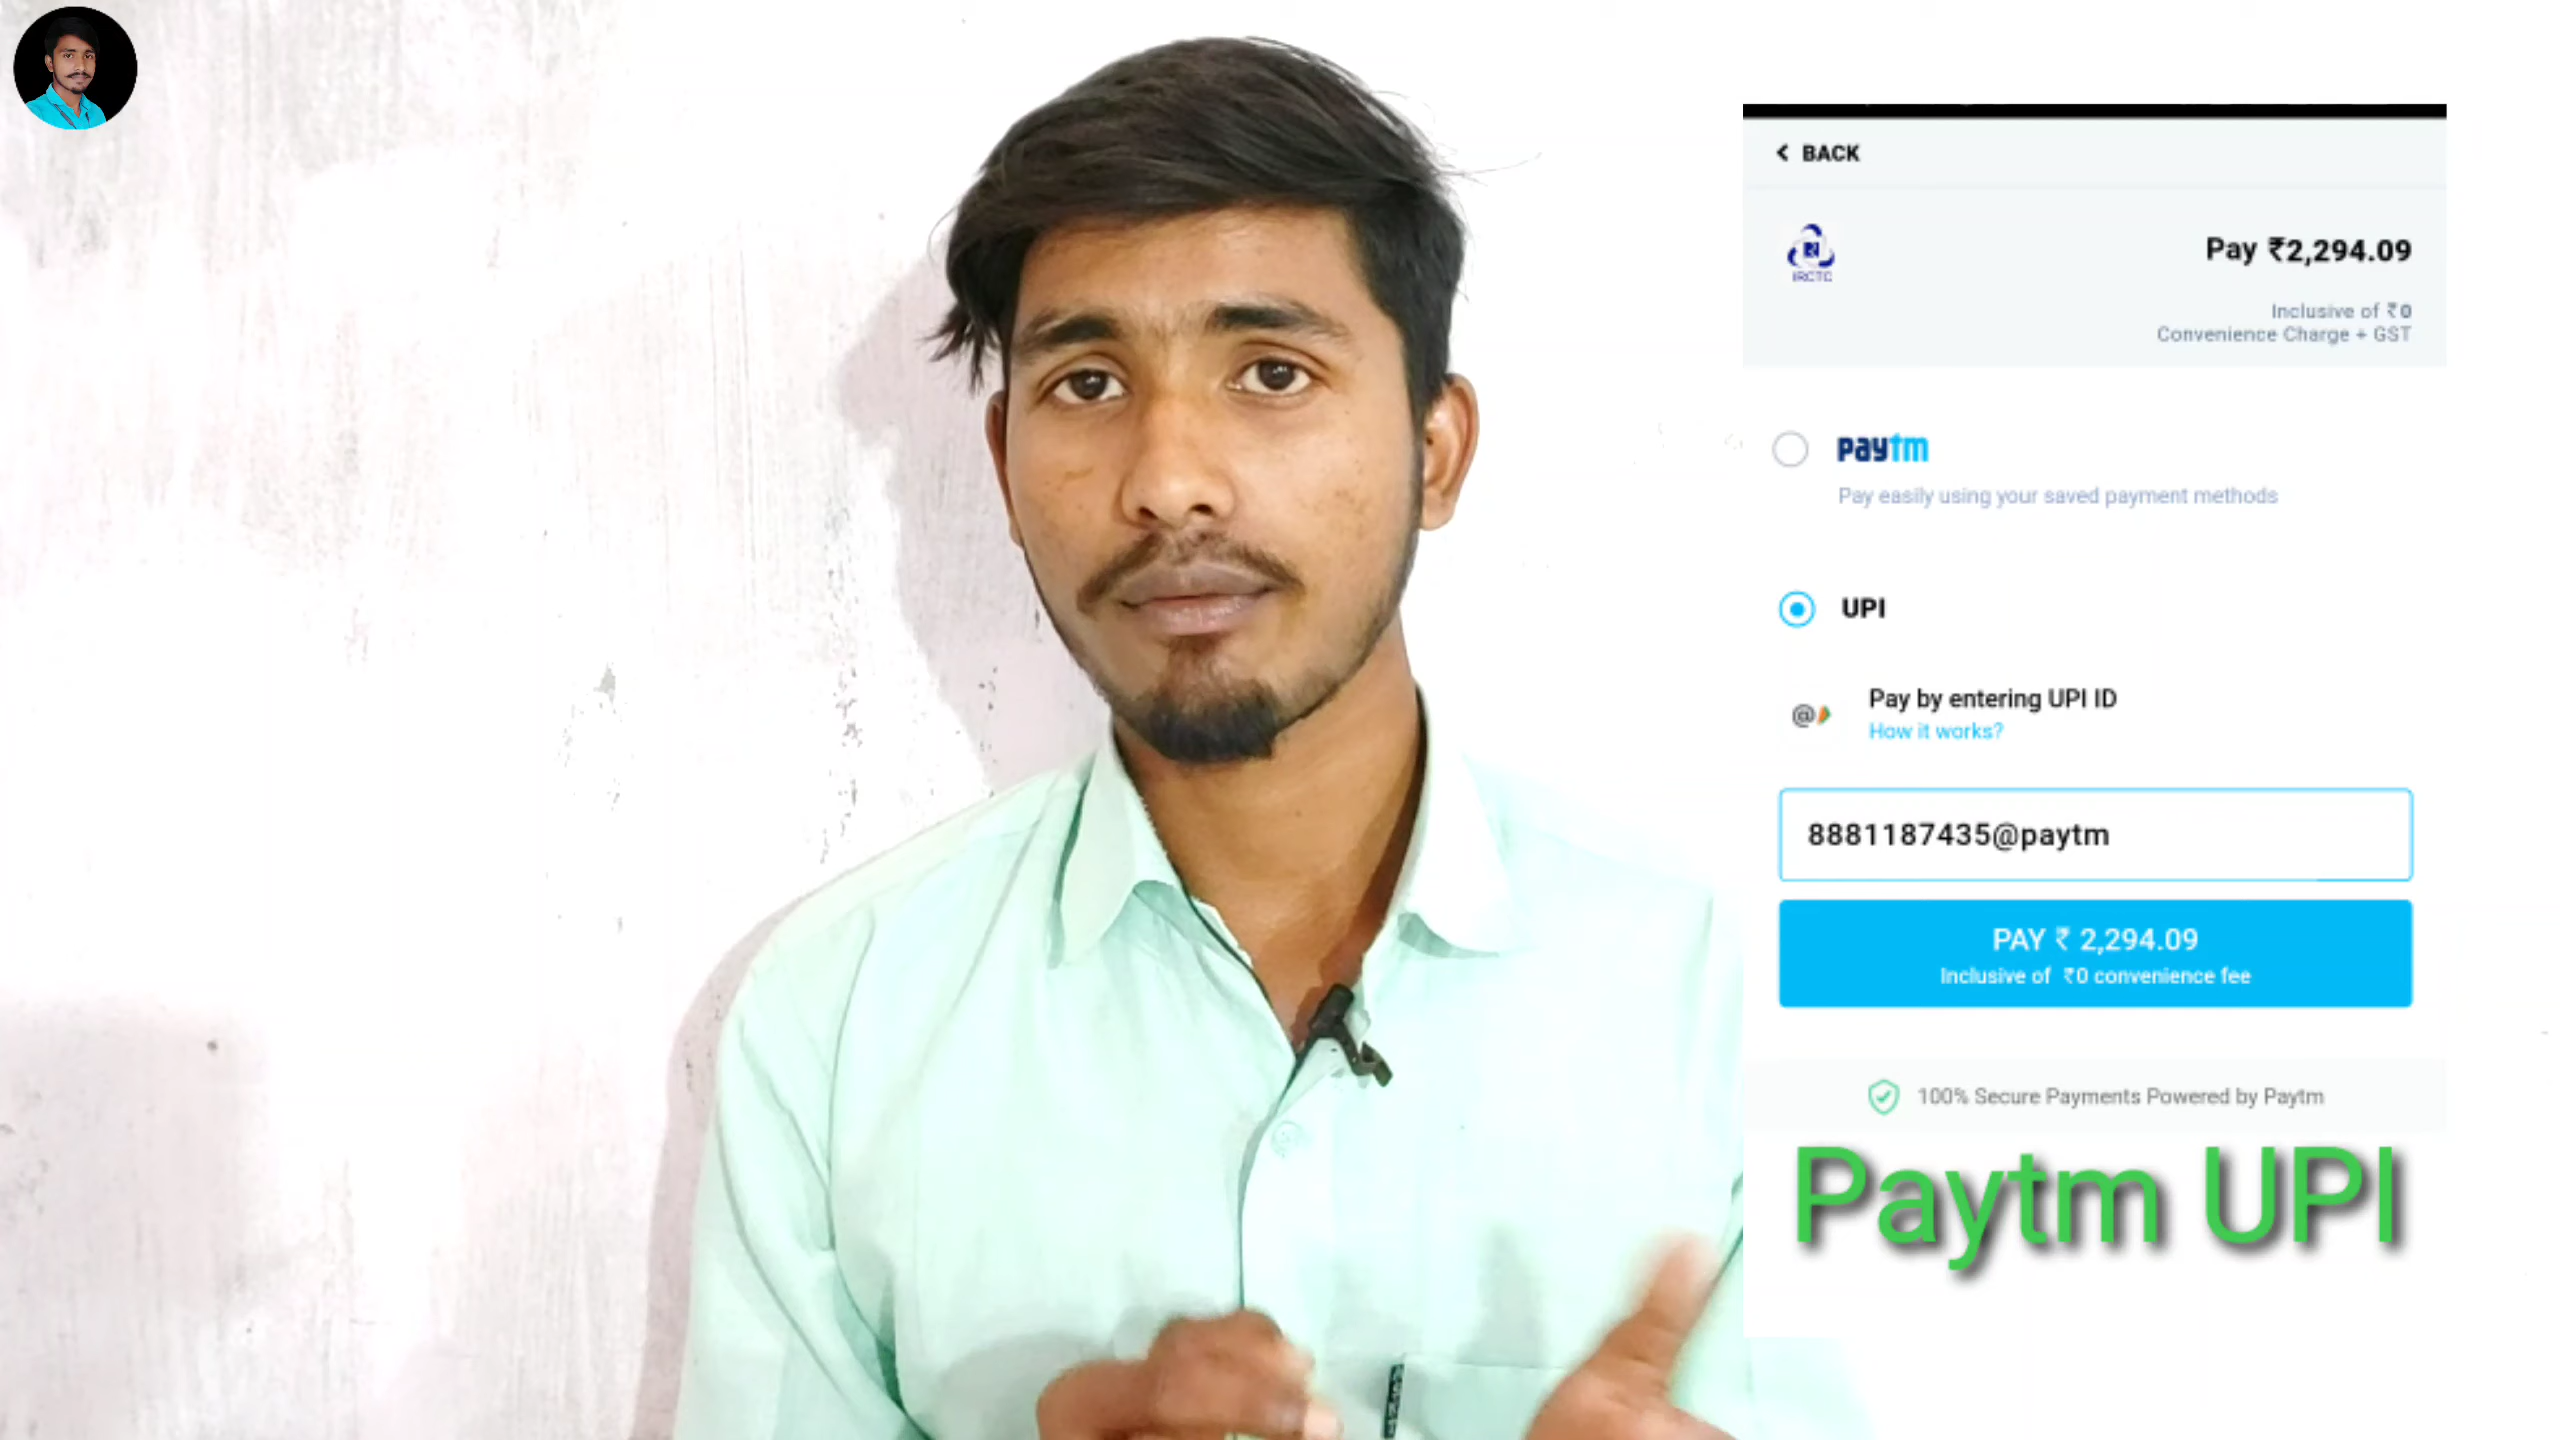 BACK
IRCTC
Pay ₹2,294.09
Inclusive of ₹0
Convenience Charge + GST
paytm
Pay easily using your saved payment methods
UPI
@
Pay by entering UPI ID
How it works?
8881187435@paytm
PAY ₹ 2,294.09
Inclusive of ₹0 convenience fee
100% Secure Payments Powered by Paytm
Paytm UPI